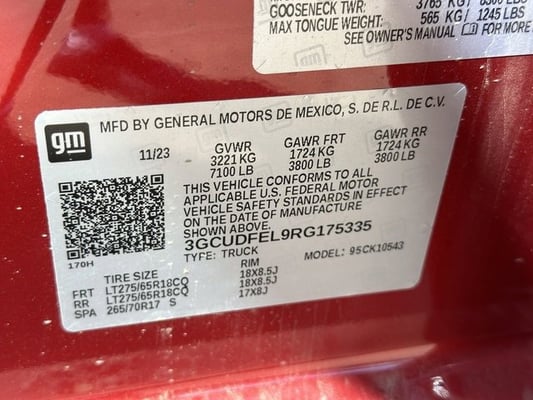 GOOSENECK TWR:
MAX TONGUE WEIGHT: 565 KG / 1245 LBS
SEE OWNER'S MANUAL FOR MORE
gm
MFD BY GENERAL MOTORS DE MEXICO, S. DE R.L. DE C.V.
11/23 GVWR GAWR FRT GAWR RR
3221 KG 1724 KG 1724 KG
7100 LB 3800 LB 3800 LB
THIS VEHICLE CONFORMS TO ALL
APPLICABLE U.S. FEDERAL MOTOR
VEHICLE SAFETY STANDARDS IN EFFECT
ON THE DATE OF MANUFACTURE
SHOWN ABOVE.
3GCUDFEL9RG175335
TYPE: TRUCK MODEL: 95CK10543
170H
TIRE SIZE RIM
FRT LT275/65R18CQ 18X8.5J
RR LT275/65R18CQ 18X8.5J
SPA 265/70R17 S 17X8J